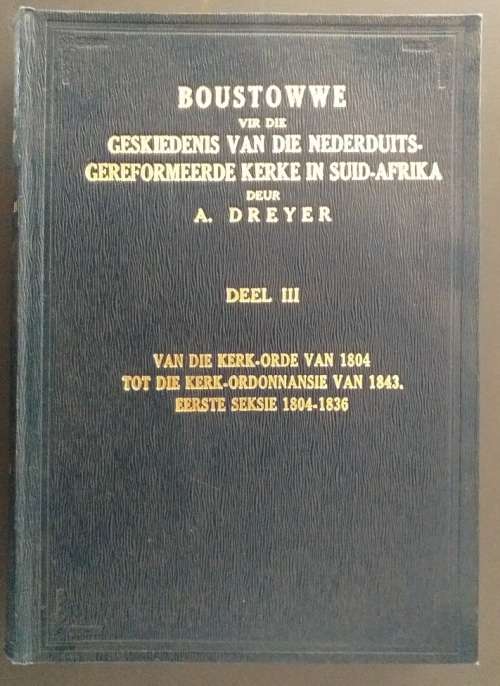 BOUSTOWWE
VIR DIE
GESKIEDENIS VAN DIE NEDERDUITS-
GEREFORMEERDE KERKE IN SUID-AFRIKA
DEUR
A. DREYER
DEEL III
VAN DIE KERK-ORDE VAN 1804
TOT DIE KERK-ORDONNANSIE VAN 1843.
EERSTE SEKSIE 1804-1836